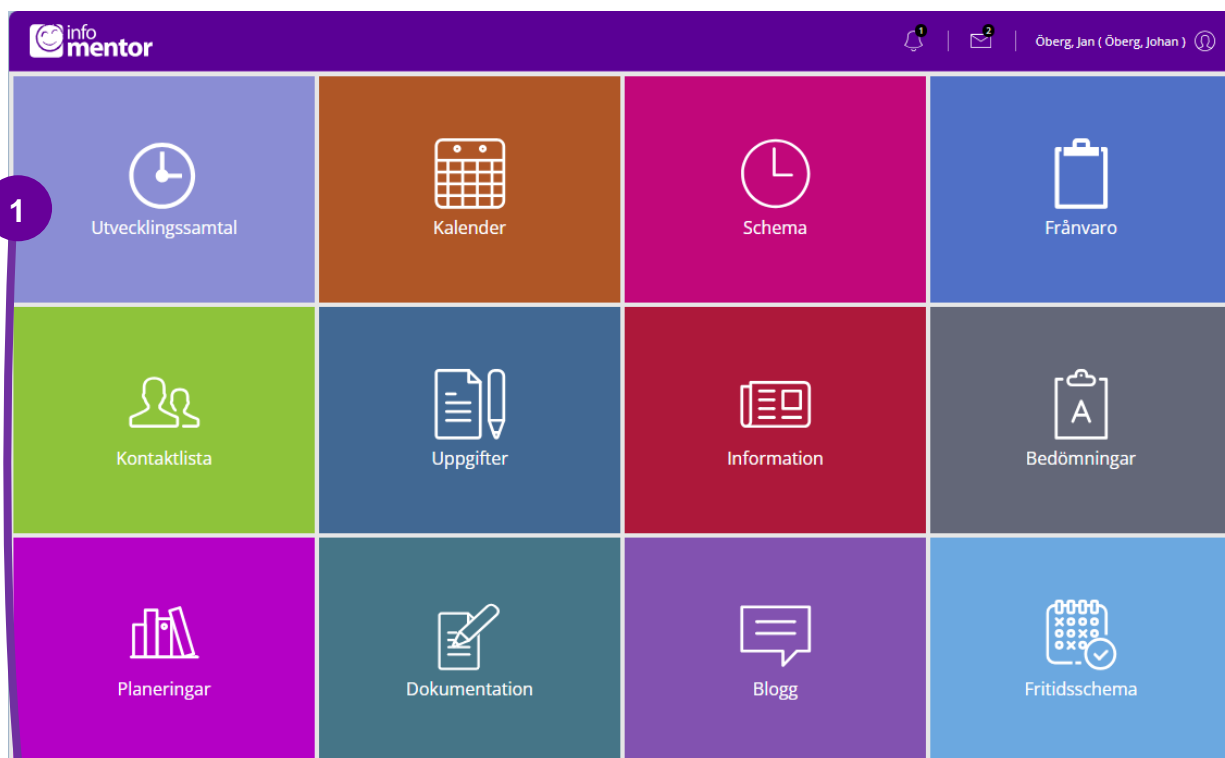 info
mentor
1
2
Öberg, Jan ( Öberg, Johan )
1
Utvecklingssamtal
Kalender
Schema
Frånvaro
Kontaktlista
Uppgifter
Information
A
Bedömningar
Planeringar
Dokumentation
Blogg
Fritidsschema